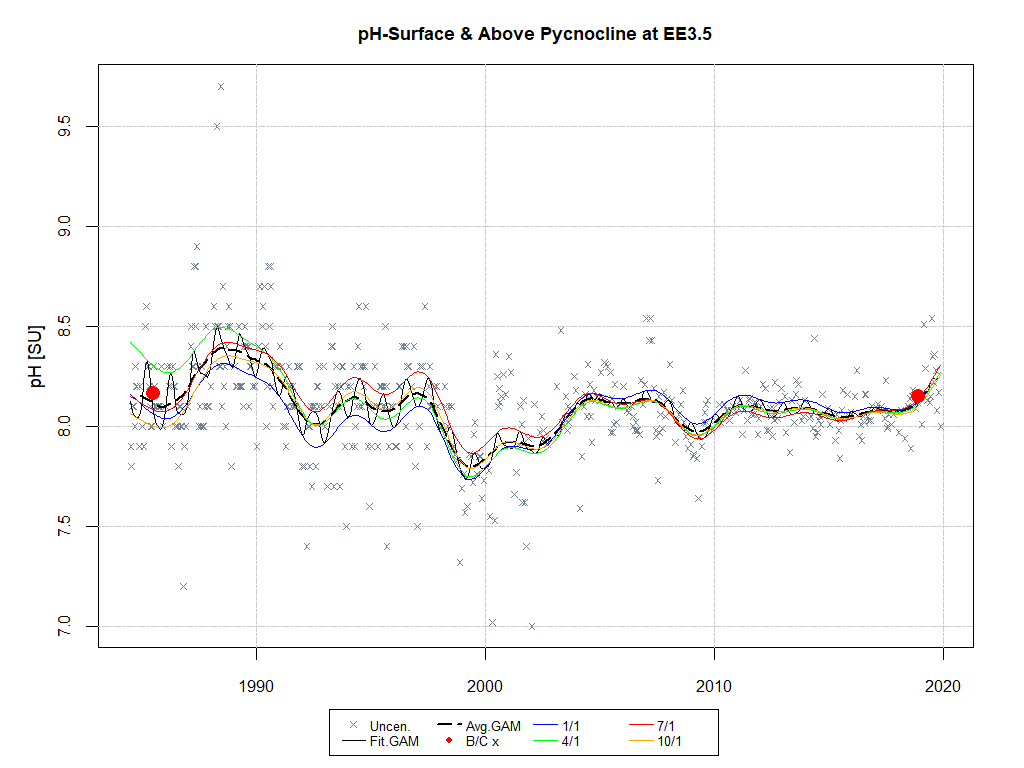 pH-Surface & Above Pycnocline at EE3.5
pH [SU]
9.5
9.0
8.5
8.0
7.5
7.0
1990 2000 2010 2020
Uncen. Avg.GAM 1/1 7/1
Fit.GAM B/C x 4/1 10/1